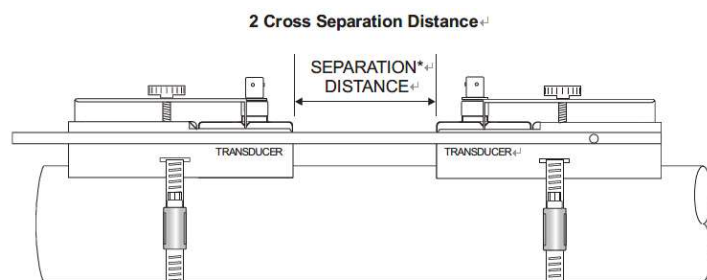 2 Cross Separation Distance↵
SEPARATION*↵
DISTANCE↵
TRANSDUCER
TRANSDUCER↵